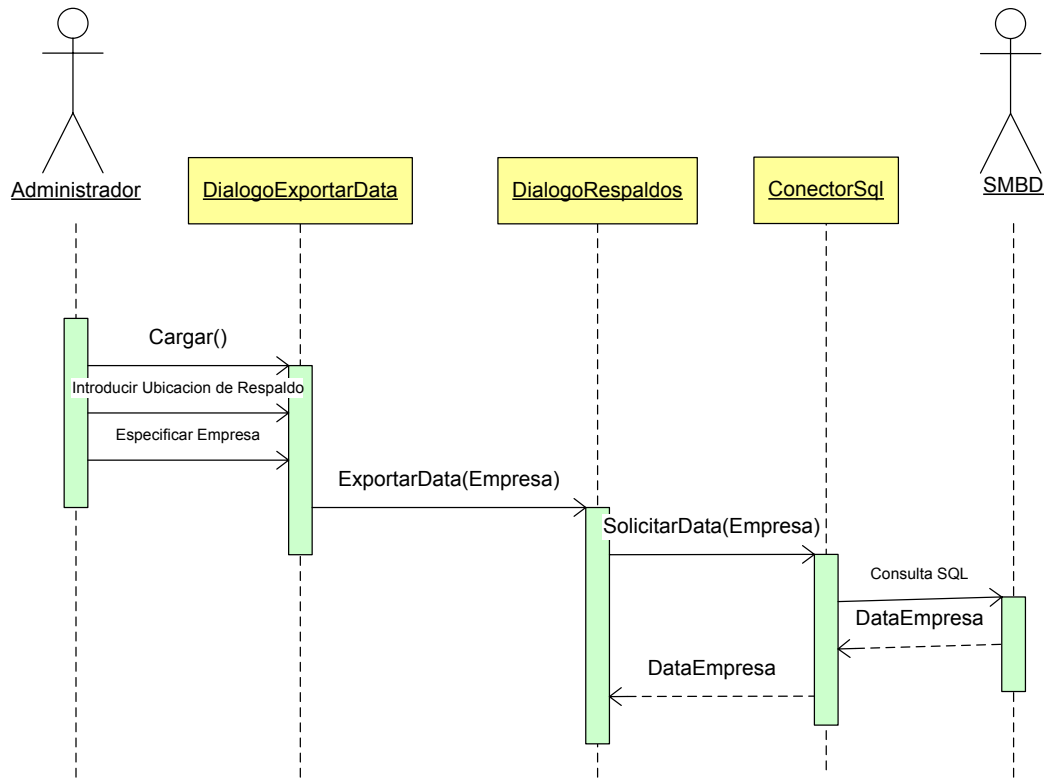 Administrador
DialogoExportarData
DialogoRespaldos
ConectorSql
SMBD
Cargar()
Introducir Ubicacion de Respaldo
Especificar Empresa
ExportarData(Empresa)
SolicitarData(Empresa)
Consulta SQL
DataEmpresa
DataEmpresa